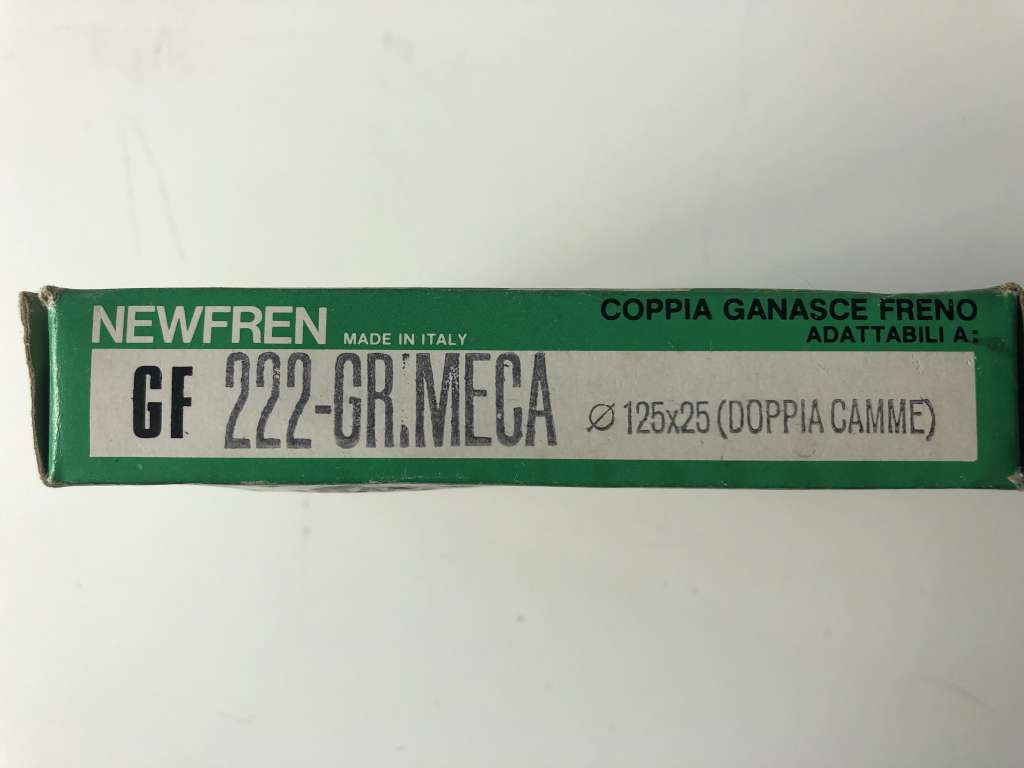 NEWFREN MADE IN ITALY
COPPIA GANASCE FRENO
ADATTABILI A:
GF 222-GR.MECA Ø 125x25 (DOPPIA CAMME)